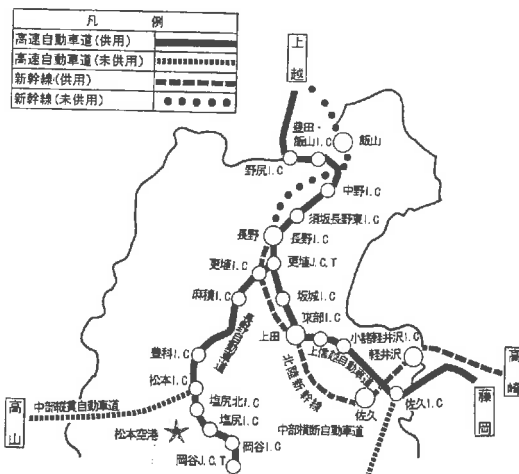 凡 例
高速自動車道(供用)
高速自動車道(未供用)
新幹線(供用)
新幹線(未供用)
上越
豊田・
飯山I.C
飯山
野尻I.C
中野I.C
須坂長野東I.C
長野
長野I.C
更埴I.C
更埴J.C.T
麻績I.C
坂城I.C
東部I.C
上田
小諸軽井沢I.C
軽井沢
上信越自動車道
北陸新幹線
高崎
藤岡
豊科I.C
松本I.C
佐久
佐久I.C
高山
中部縦貫自動車道
塩尻北I.C
塩尻I.C
松本空港
中部横断自動車道
岡谷I.C
岡谷J.C.T